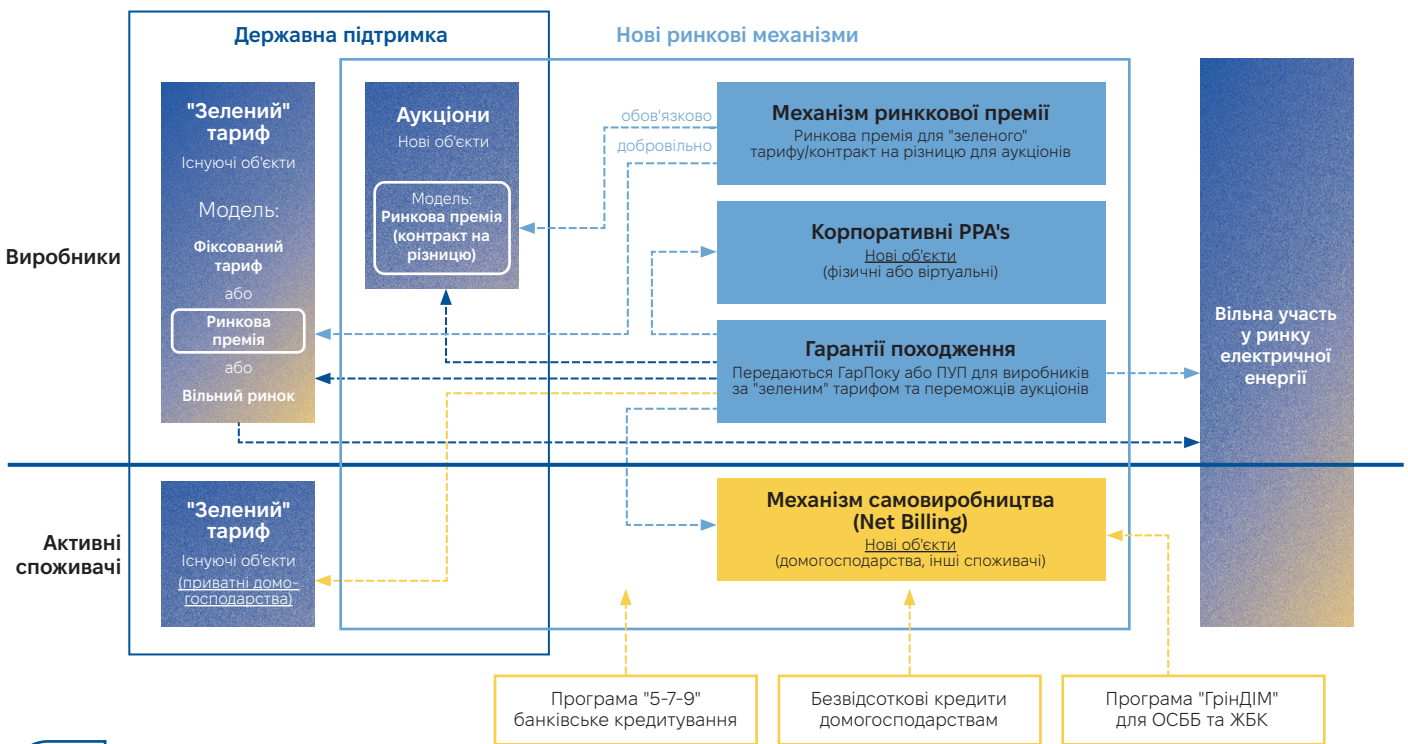 Державна підтримка
Нові ринкові механізми
"Зелений"
тариф
Існуючі об'єкти
Модель:
Фіксований
тариф
або
Ринкова
премія
або
Вільний ринок
Аукціони
Нові об'єкти
Модель:
Ринкова премія
(контракт на
різницю)
обов'язково
добровільно
Механізм ринккової премії
Ринкова премія для "зеленого"
тарифу/контракт на різницю для аукціонів
Корпоративні PPA's
Нові об'єкти
(фізичні або віртуальні)
Гарантії походження
Передаються ГарПоку або ПУП для виробників
за "зеленим" тарифом та переможців аукціонів
Вільна участь
у ринку
електричної
енергії
Виробники
Активні
споживачі
"Зелений"
тариф
Існуючі об'єкти
(приватні домо-
господарства)
Механізм самовиробництва
(Net Billing)
Нові об'єкти
(домогосподарства, інші споживачі)
Програма "5-7-9"
банківське кредитування
Безвідсоткові кредити
домогосподарствам
Програма "ГрінДІМ"
для ОСББ та ЖБК